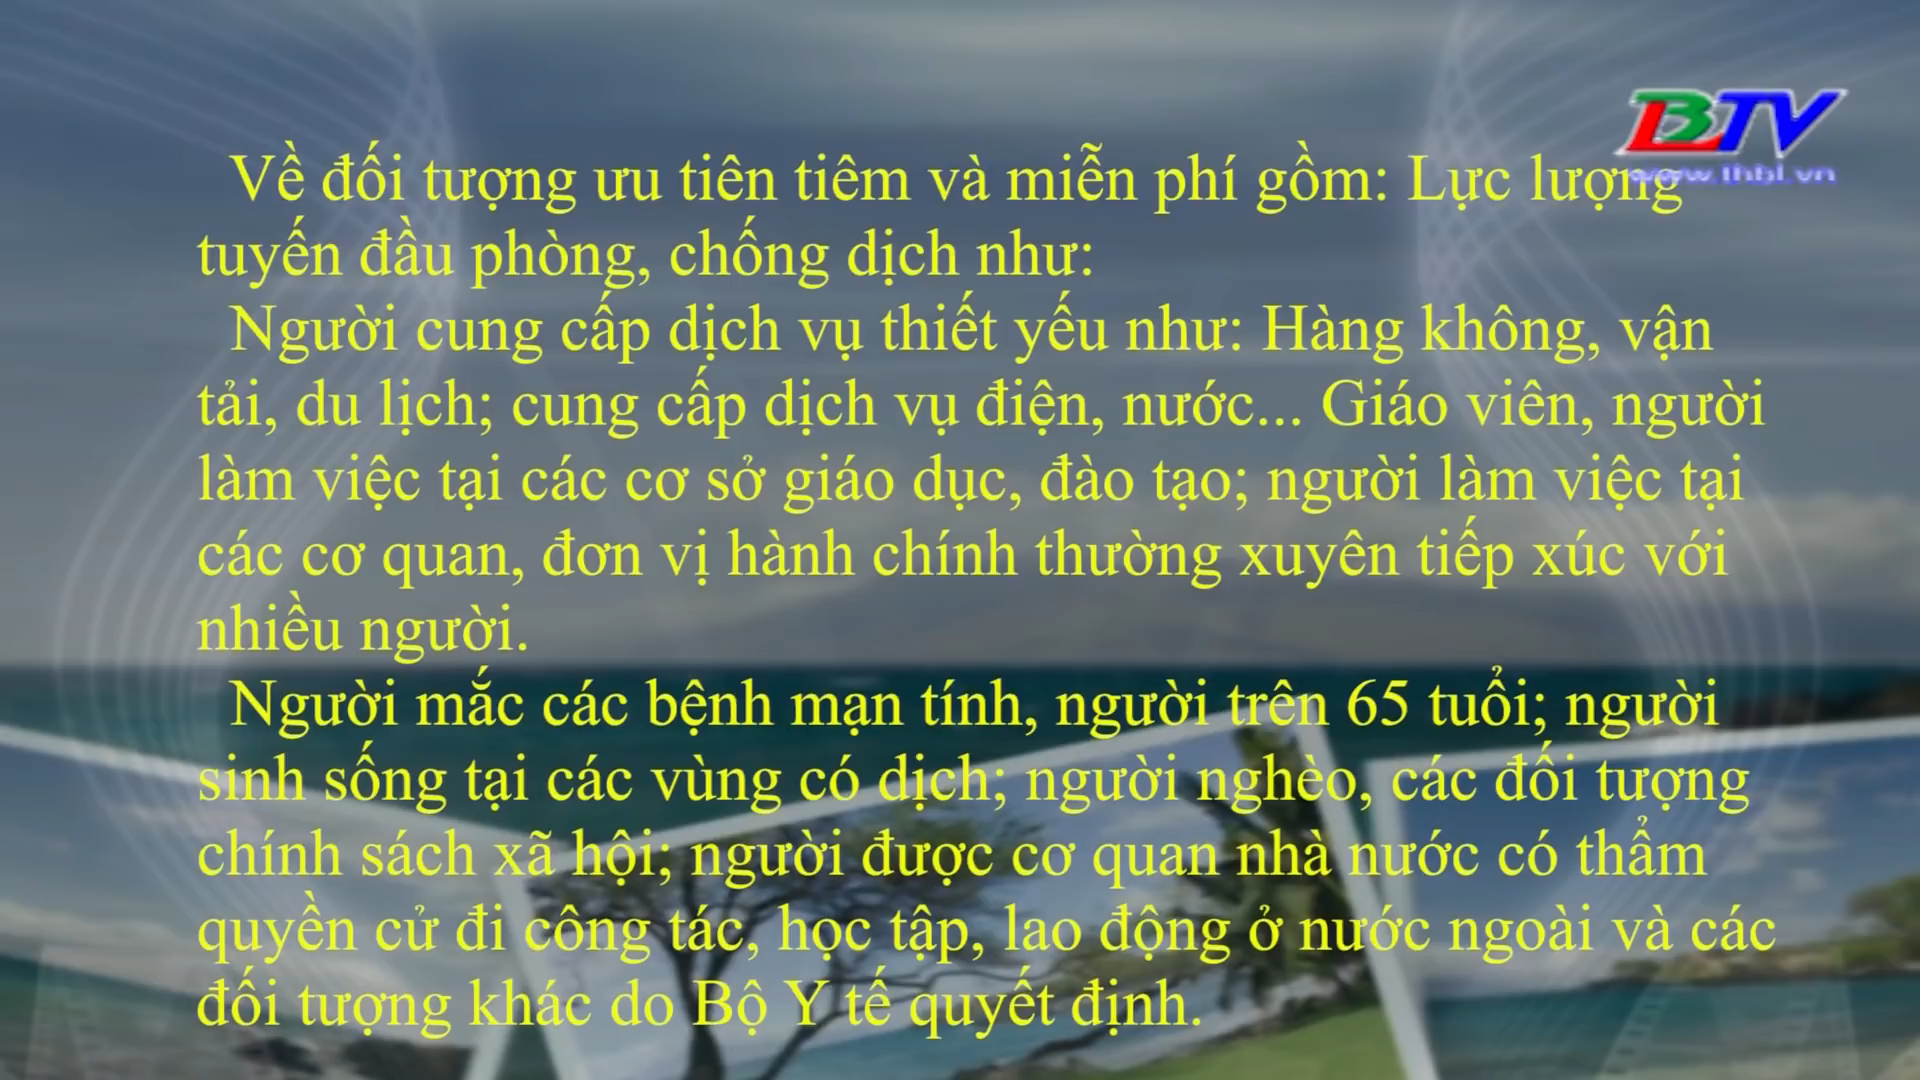 BTV
Về đối tượng ưu tiên tiêm và miễn phí gồm: Lực lượng
tuyến đầu phòng, chống dịch như:
Người cung cấp dịch vụ thiết yếu như: Hàng không, vận
tải, du lịch; cung cấp dịch vụ điện, nước... Giáo viên, người
làm việc tại các cơ sở giáo dục, đào tạo; người làm việc tại
các cơ quan, đơn vị hành chính thường xuyên tiếp xúc với
nhiều người.
Người mắc các bệnh mạn tính, người trên 65 tuổi; người
sinh sống tại các vùng có dịch; người nghèo, các đối tượng
chính sách xã hội; người được cơ quan nhà nước có thẩm
quyền cử đi công tác, học tập, lao động ở nước ngoài và các
đối tượng khác do Bộ Y tế quyết định.